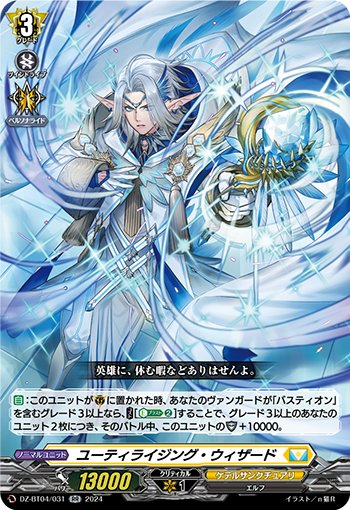 3
グレード
ツインドライブ
ペルソナライド
英雄に、休む暇などありはせんよ。
自:このユニットが Ⓖに置かれた時、あなたのヴァンガードが「バスティオン」
を含むグレード3以上なら、【ブラスト2】することで、グレード3以上のあなたの
ユニット2枚につき、そのバトル中、このユニットの +10000。
ノーマルユニット
ユーティライジング・ウィザード
パワー 13000
クリティカル 1
ケテルサンクチュアリ
エルフ
D-DZ-BT04/031 RR 2024
イラスト/n猫R